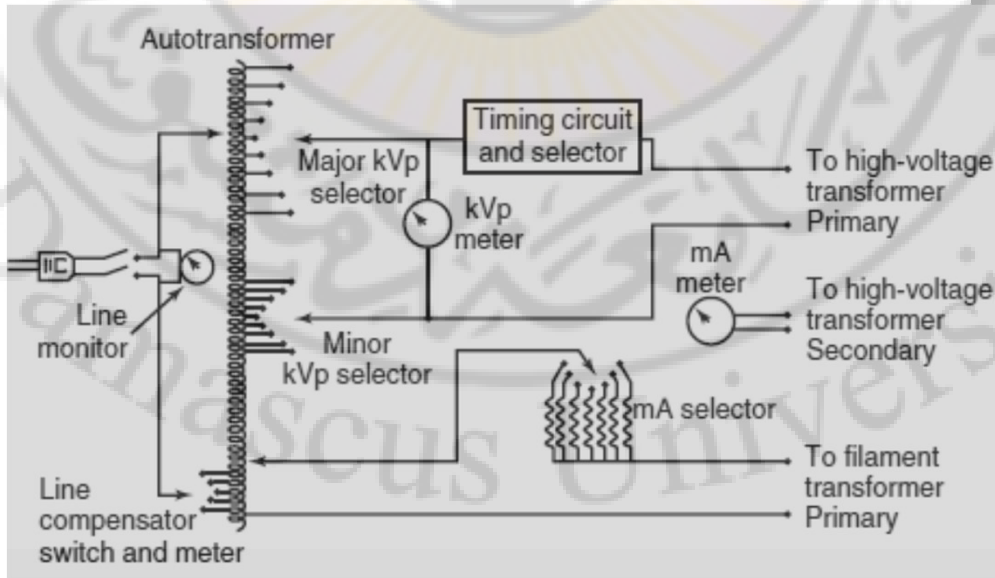 Autotransformer
Timing circuit
and selector
Major kVp
selector
To high-voltage
transformer
Primary
kVp
meter
mA
meter
Line
monitor
To high-voltage
transformer
Secondary
Minor
kVp selector
mA selector
To filament
transformer
Primary
Line
compensator
switch and meter
Damascus Universi